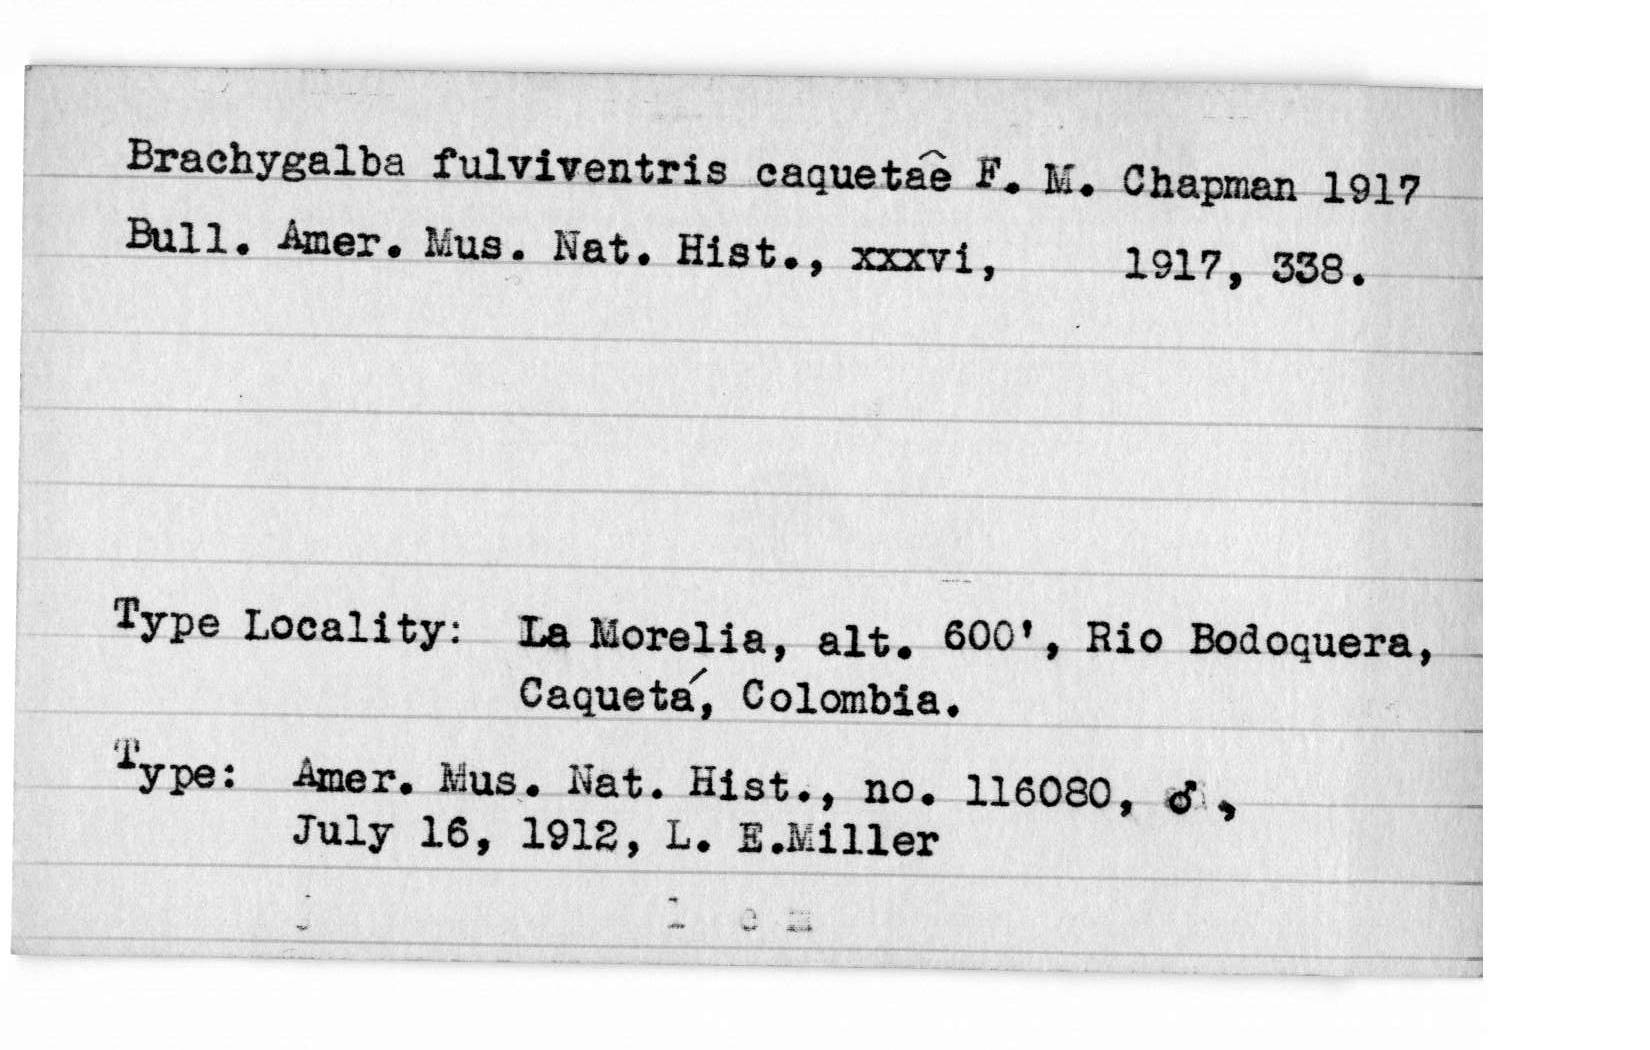 Brachygalba fulviventris caquetae͡ F. M. Chapman 1917
Bull. Amer. Mus. Nat. Hist., xxxvi, 1917, 338.
Type Locality: La Morelia, alt. 600', Rio Bodoquera,
Caquetá, Colombia.
Type: Amer. Mus. Nat. Hist., no. 116080, ♂,
July 16, 1912, L. E.Miller